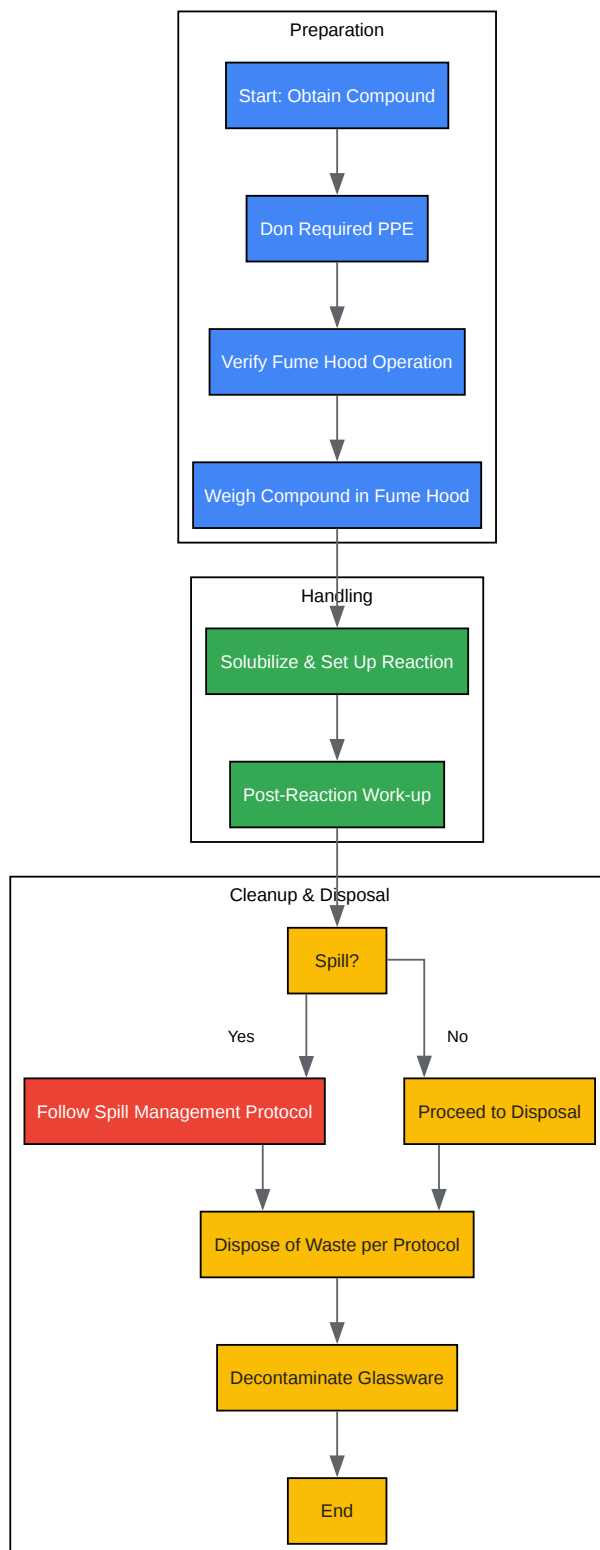 Preparation
Start: Obtain Compound
Don Required PPE
Verify Fume Hood Operation
Weigh Compound in Fume Hood
Handling
Solubilize & Set Up Reaction
Post-Reaction Work-up
Cleanup & Disposal
Spill?
Yes
No
Follow Spill Management Protocol
Proceed to Disposal
Dispose of Waste per Protocol
Decontaminate Glassware
End